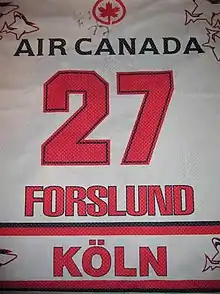 AIR CANADA
27
FORSLUND
KÖLN